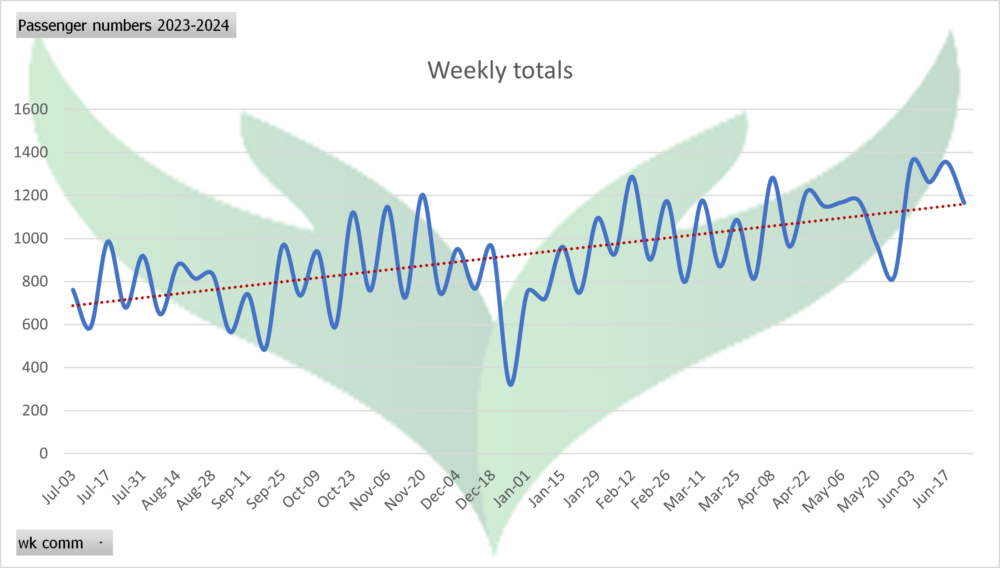 Passenger numbers 2023-2024
Weekly totals
1600
1400
1200
1000
800
600
400
200
0
Jul-03
Jul-17
Jul-31
Aug-14
Aug-28
Sep-11
Sep-25
Oct-09
Oct-23
Nov-06
Nov-20
Dec-04
Dec-18
Jan-01
Jan-15
Jan-29
Feb-12
Feb-26
Mar-11
Mar-25
Apr-08
Apr-22
May-06
May-20
Jun-03
Jun-17
wk comm